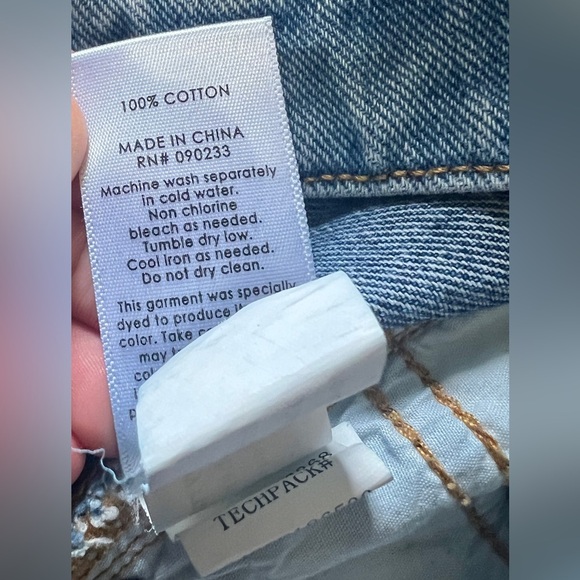 100% COTTON
MADE IN CHINA
RN# 090233
Machine wash separately
in cold water.
Non chlorine
bleach as needed.
Tumble dry low.
Cool iron as needed.
Do not dry clean.
This garment was specially
dyed to produce
color. Take
may
TECHPACK#